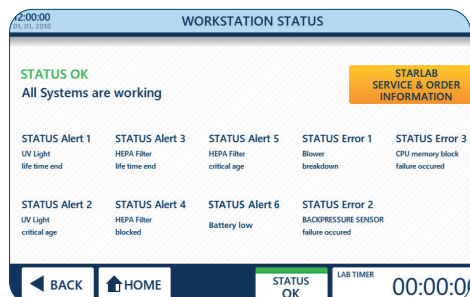 12:00:00
WORKSTATION STATUS
01. 01. 2018
STATUS OK
All Systems are working
STARLAB
SERVICE & ORDER
INFORMATION
STATUS Alert 1
UV Light
life time end
STATUS Alert 3
HEPA Filter
life time end
STATUS Alert 5
HEPA Filter
critical age
STATUS Error 1
Blower
breakdown
STATUS Error 3
CPU memory block
failure occured
STATUS Alert 2
UV Light
critical age
STATUS Alert 4
HEPA Filter
blocked
STATUS Alert 6
Battery low
STATUS Error 2
BACKPRESSURE SENSOR
failure occured
BACK
HOME
STATUS
OK
LAB TIMER
00:00:00